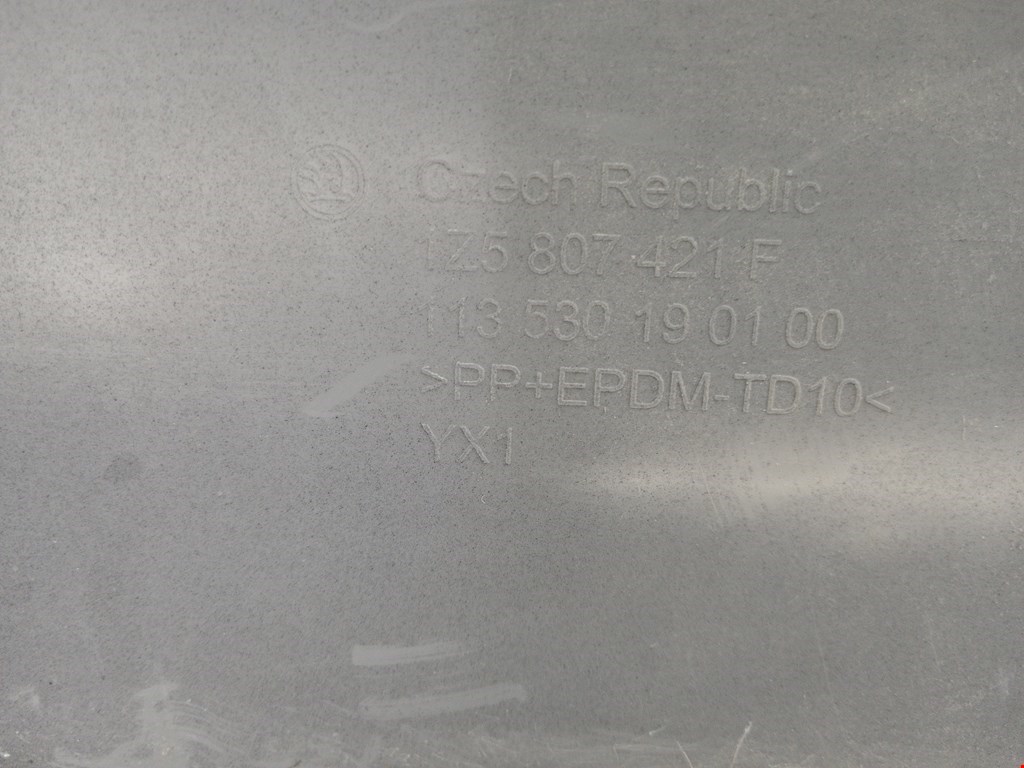 Czech Republic
1Z5 807 421 F
113 530 19 01 00
>PP+EPDM-TD10<
YX1